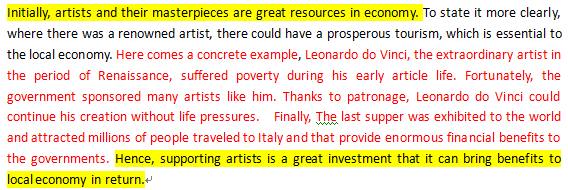 Initially, artists and their masterpieces are great resources in economy. To state it more clearly,
where there was a renowned artist, there could have a prosperous tourism, which is essential to
the local economy. Here comes a concrete example, Leonardo do Vinci, the extraordinary artist in
the period of Renaissance, suffered poverty during his early article life. Fortunately, the
government sponsored many artists like him. Thanks to patronage, Leonardo do Vinci could
continue his creation without life pressures. Finally, The last supper was exhibited to the world
and attracted millions of people traveled to Italy and that provide enormous financial benefits to
the governments. Hence, supporting artists is a great investment that it can bring benefits to
local economy in return.